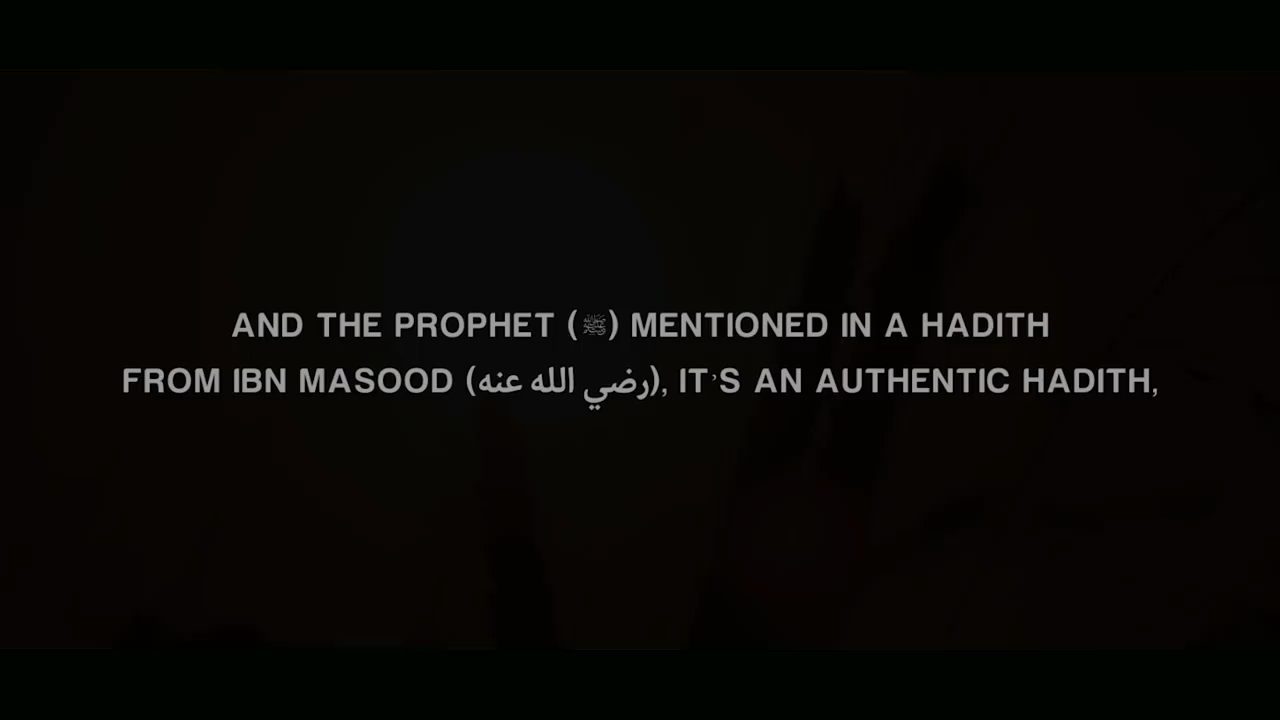 AND THE PROPHET (ﷺ) MENTIONED IN A HADITH
FROM IBN MASOOD (رضي الله عنه), IT'S AN AUTHENTIC HADITH,